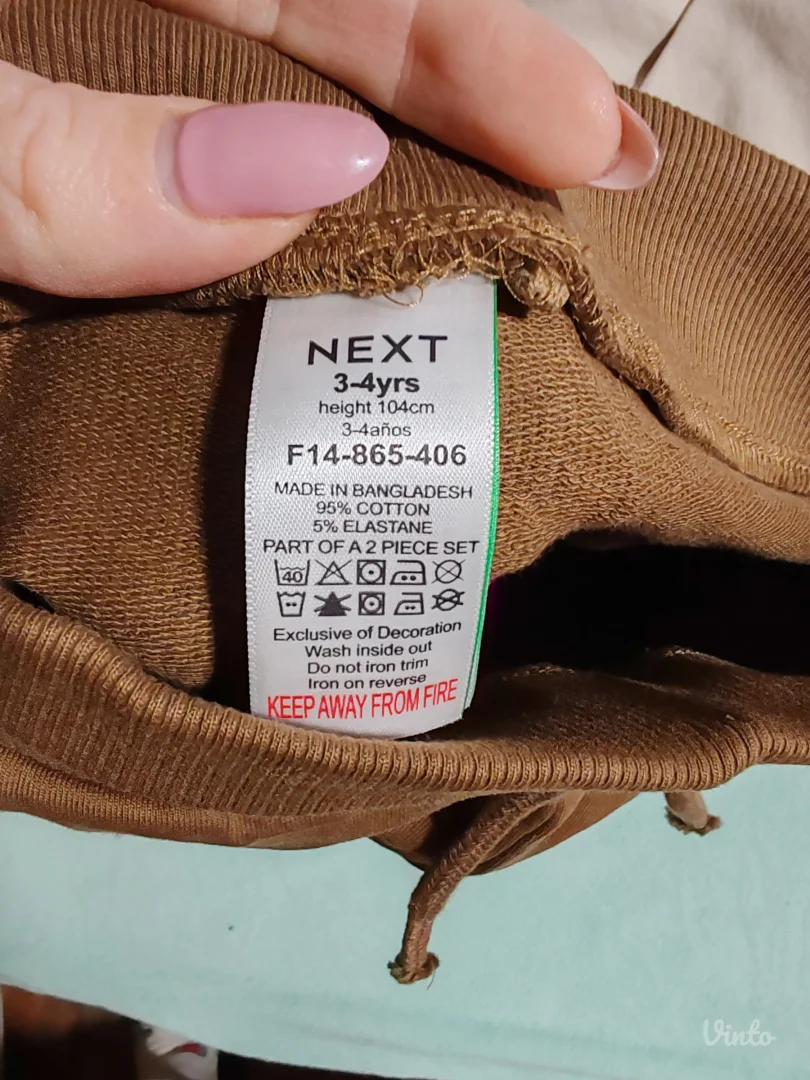 NEXT
3-4yrs
height 104cm
3-4años
F14-865-406
MADE IN BANGLADESH
95% COTTON
5% ELASTANE
PART OF A 2 PIECE SET
40
Exclusive of Decoration
Wash inside out
Do not iron trim
Iron on reverse
KEEP AWAY FROM FIRE
Vinto